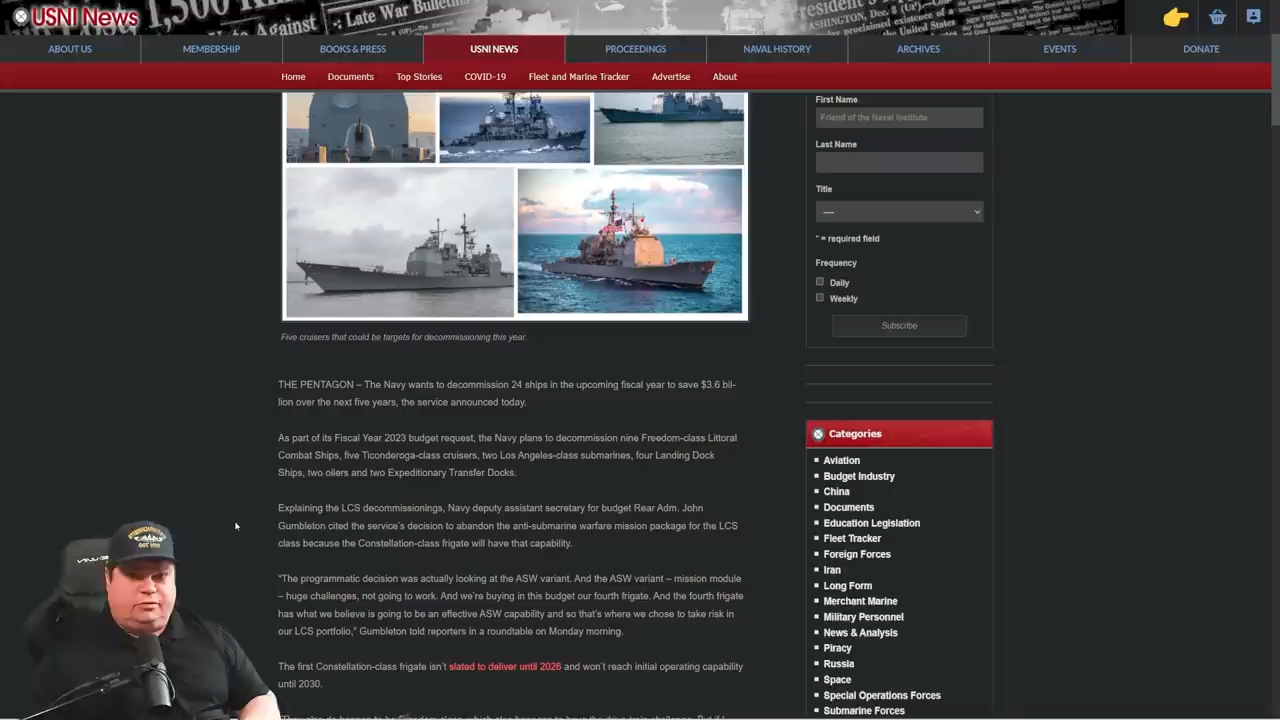 1,500 K
USNI News
Late War Bulletins
President's
ABOUT US
MEMBERSHIP
BOOKS & PRESS
USNI NEWS
PROCEEDINGS
NAVAL HISTORY
ARCHIVES
EVENTS
DONATE
Home
Documents
Top Stories
COVID-19
Fleet and Marine Tracker
Advertise
About
Five cruisers that could be targets for decommissioning this year.
THE PENTAGON – The Navy wants to decommission 24 ships in the upcoming fiscal year to save $3.6 bil-
lion over the next five years, the service announced today.
As part of its Fiscal Year 2023 budget request, the Navy plans to decommission nine Freedom-class Littoral
Combat Ships, five Ticonderoga-class cruisers, two Los Angeles-class submarines, four Landing Dock
Ships, two oilers and two Expeditionary Transfer Docks.
Explaining the LCS decommissionings, Navy deputy assistant secretary for budget Rear Adm. John
Gumbleton cited the service's decision to abandon the anti-submarine warfare mission package for the LCS
class because the Constellation-class frigate will have that capability.
"The programmatic decision was actually looking at the ASW variant. And the ASW variant – mission module
– huge challenges, not going to work. And we're buying in this budget our fourth frigate. And the fourth frigate
has what we believe is going to be an effective ASW capability and so that's where we chose to take risk in
our LCS portfolio," Gumbleton told reporters in a roundtable on Monday morning.
The first Constellation-class frigate isn't slated to deliver until 2026 and won't reach initial operating capability
until 2030.
First Name
Friend of the Naval Institute
Last Name
Title
----
* = required field
Frequency
Daily
Weekly
Subscribe
Categories
Aviation
Budget Industry
China
Documents
Education Legislation
Fleet Tracker
Foreign Forces
Iran
Long Form
Merchant Marine
Military Personnel
News & Analysis
Piracy
Russia
Space
Special Operations Forces
Submarine Forces